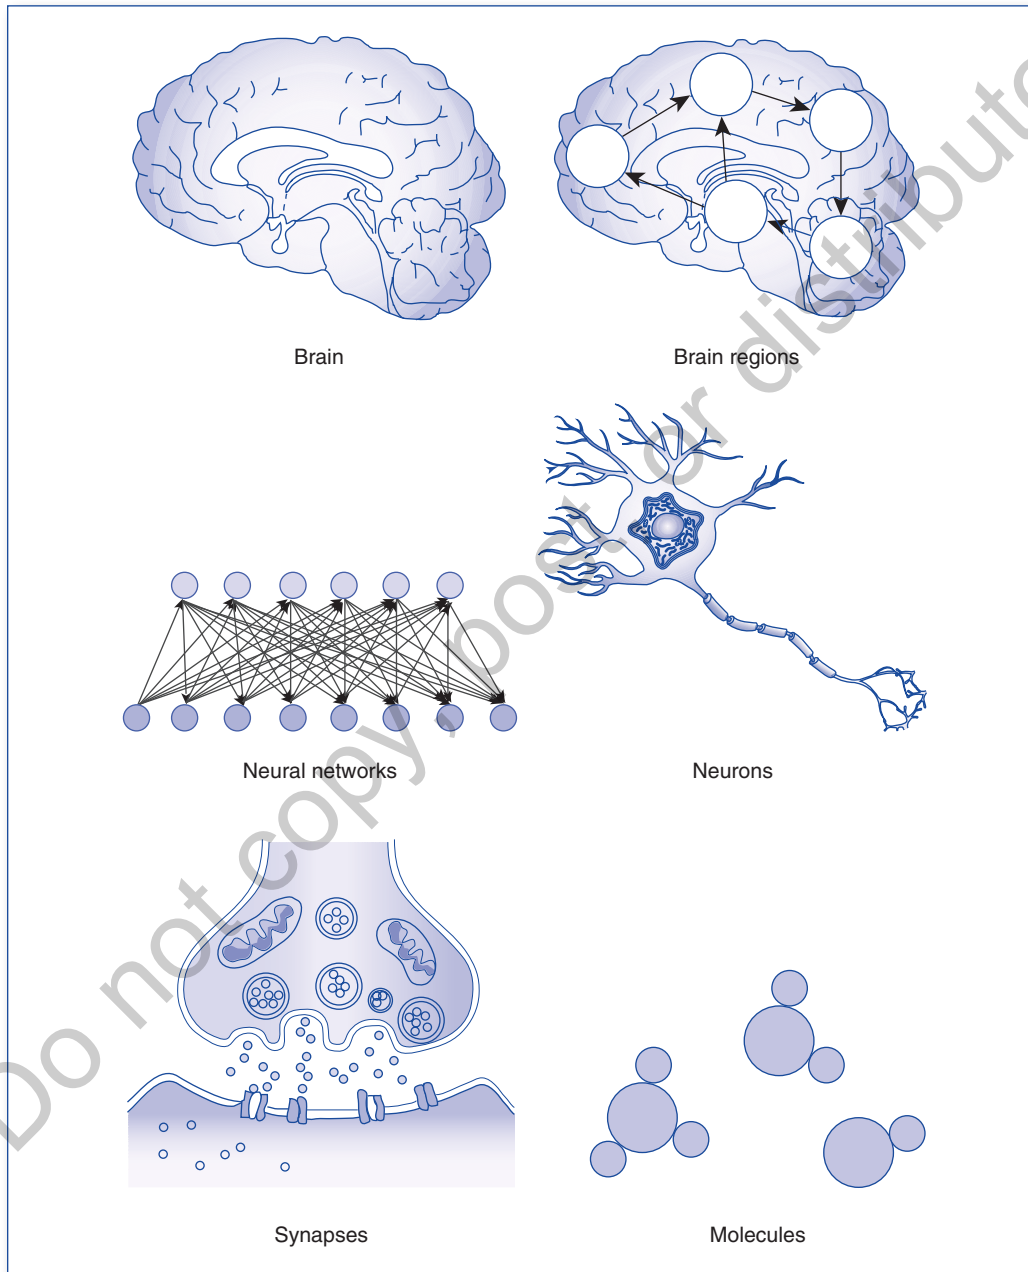 Brain
Brain regions
Neural networks
Neurons
Synapses
Molecules
Do not copy, post, or distribute